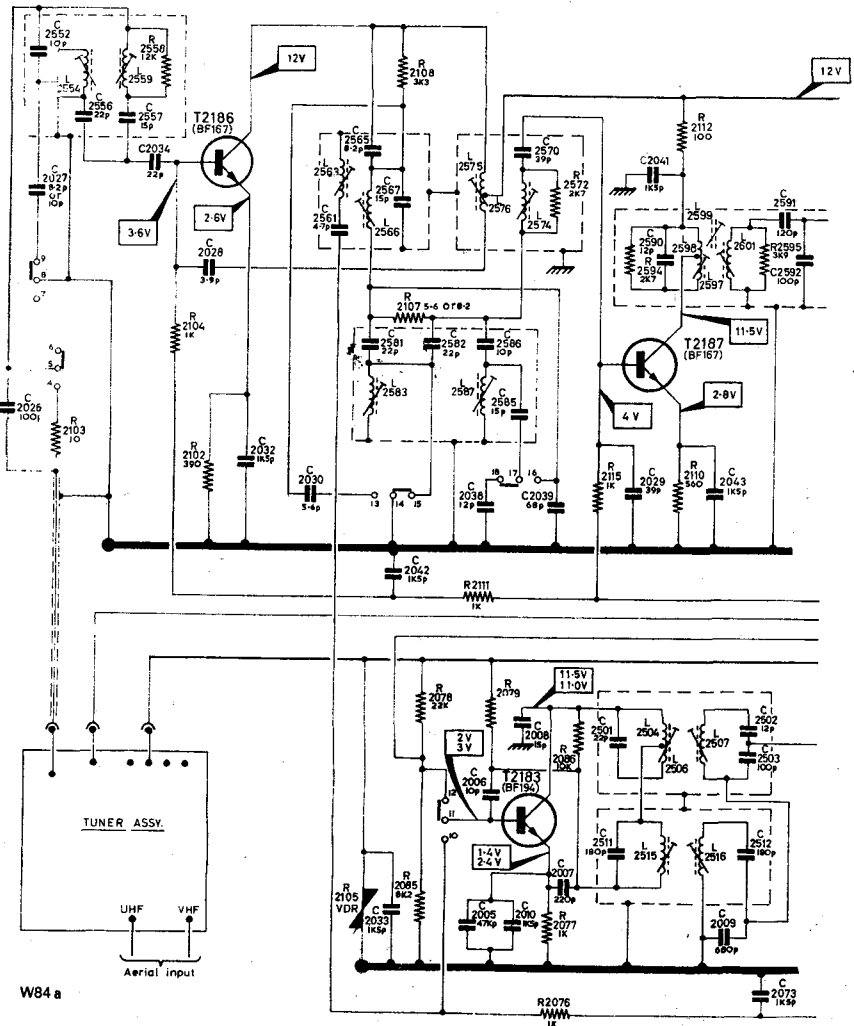 C
2552
10p
R
2558
12K
L
2554
L
2559
C
2556
22p
C
2557
15p
C2034
22p
T2186
(BF167)
12V
R
2108
3K3
12V
C
2027
8-2p
or
10p
3·6V
2·6V
C
2028
3-9p
L
2563
C
2565
8-2p
C
2567
15p
L
2566
C
2561
4-7p
L
2575
2576
C
2570
39p
R
2572
2K7
L
2574
R
2112
100
C2041
1K5p
C
2591
120p
L
2599
C
2590
12p
L
2598
L
2597
L
2601
R
2594
2K7
R2595
3K9
C2592
100p
9
8
7
6
5
4
R
2104
1K
R
2107 5-6 or 8-2
C
2581
22p
C
2582
22p
C
2586
10p
L
2583
L
2587
C
2585
15p
11·5V
T2187
(BF167)
2·8V
4V
C
2026
R
2103
10
R
2102
390
C
2032
1K5p
C
2030
5-6p
13
14
15
C
2038
12p
18
17
16
C2039
68p
R
2115
1K
C
2029
39p
R
2110
560
C
2043
1K5p
C
2042
1K5p
R2111
1K
R
2078
22K
R
2079
11·5V
11·0V
C
2008
15p
R
2086
10K
C
2501
22p
L
2504
L
2506
L
2507
C
2502
12p
C
2503
100p
2V
3V
C
2006
10p
12
11
10
T2183
(BF194)
1·4V
2·4V
C
2007
220p
C
2511
180p
L
2515
L
2516
C
2512
180p
TUNER ASSY.
R
2105
VDR
C
2033
1K5p
R
2085
8K2
C
2005
47Kp
C
2010
1K5p
R
2077
1K
C
2009
680p
UHF
VHF
Aerial input
W84 a
R2076
1K
C
2073
1K5p